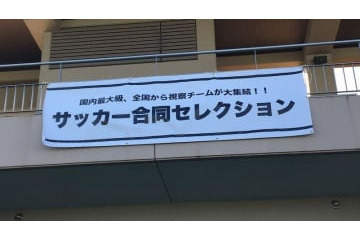 国内最大級、全国から視察チームが大集結！！
サッカー合同セレクション